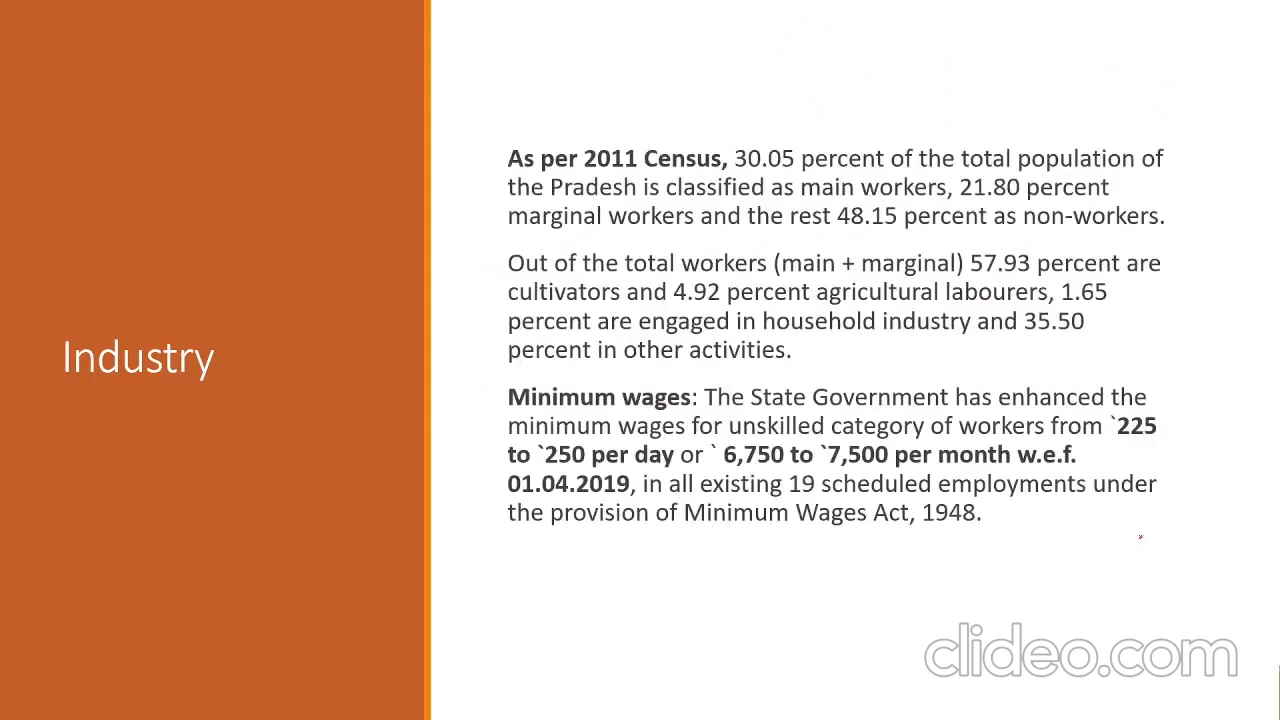 Industry
As per 2011 Census, 30.05 percent of the total population of
the Pradesh is classified as main workers, 21.80 percent
marginal workers and the rest 48.15 percent as non-workers.
Out of the total workers (main + marginal) 57.93 percent are
cultivators and 4.92 percent agricultural labourers, 1.65
percent are engaged in household industry and 35.50
percent in other activities.
Minimum wages: The State Government has enhanced the
minimum wages for unskilled category of workers from `225
to `250 per day or ` 6,750 to `7,500 per month w.e.f.
01.04.2019, in all existing 19 scheduled employments under
the provision of Minimum Wages Act, 1948.
clideo.com